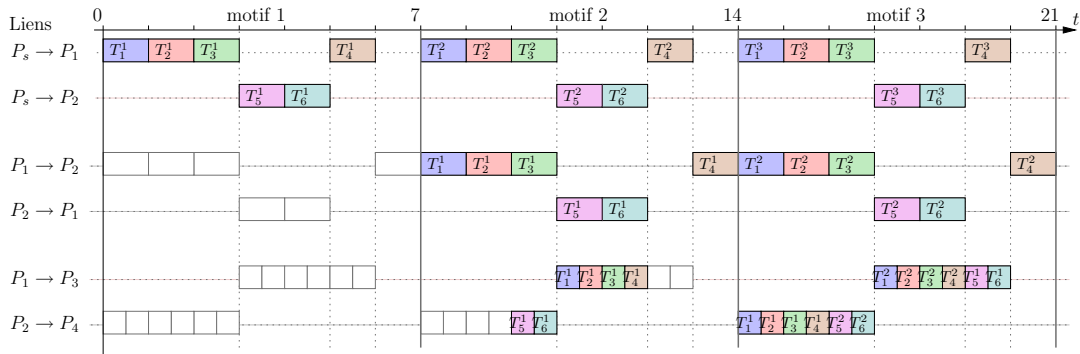 0 motif 1 7 motif 2 14 motif 3 21 t
Liens
P_s → P_1 T_1^1 T_2^1 T_3^1 T_4^1 T_1^2 T_2^2 T_3^2 T_4^2 T_1^3 T_2^3 T_3^3 T_4^3
P_s → P_2 T_5^1 T_6^1 T_5^2 T_6^2 T_5^3 T_6^3
P_1 → P_2 T_1^1 T_2^1 T_3^1 T_4^1 T_1^2 T_2^2 T_3^2 T_4^2
P_2 → P_1 T_5^1 T_6^1 T_5^2 T_6^2
P_1 → P_3 T_1^1 T_2^1 T_3^1 T_4^1 T_1^2 T_2^2 T_3^2 T_4^2 T_5^1 T_6^1
P_2 → P_4 T_5^1 T_6^1 T_1^1 T_2^1 T_3^1 T_4^1 T_5^2 T_6^2